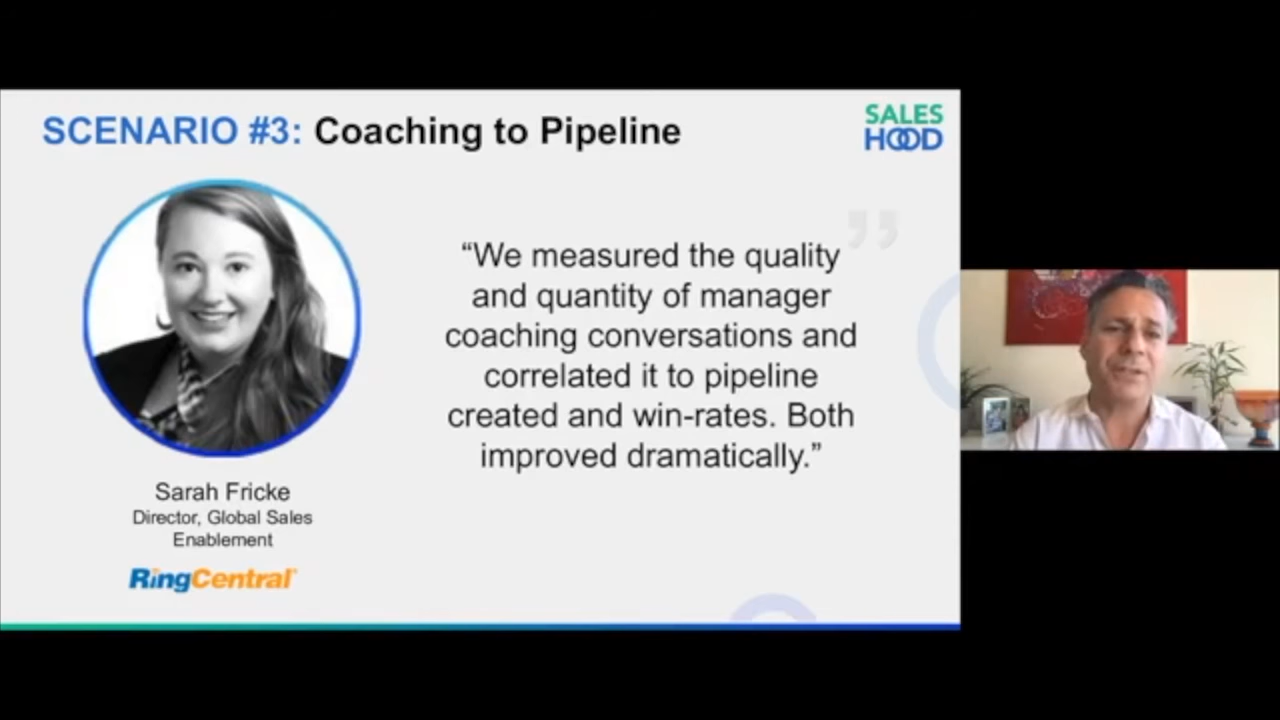 SCENARIO #3: Coaching to Pipeline
SALES
HOOD
“We measured the quality
and quantity of manager
coaching conversations and
correlated it to pipeline
created and win-rates. Both
improved dramatically.”
Sarah Fricke
Director, Global Sales
Enablement
RingCentral